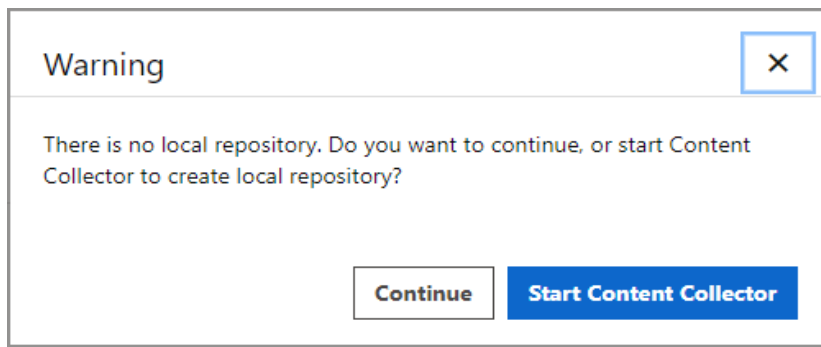 Warning
There is no local repository. Do you want to continue, or start Content
Collector to create local repository?
Continue
Start Content Collector